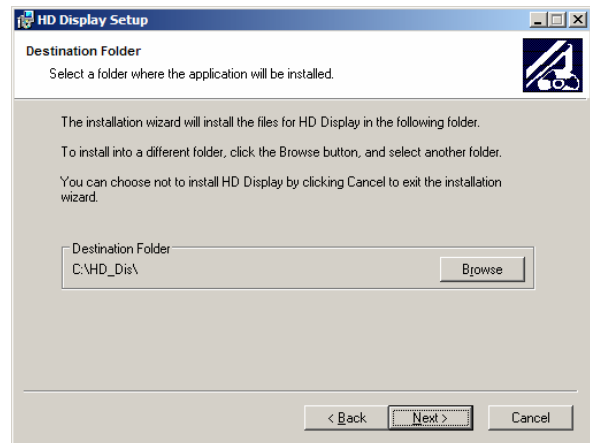 HD Display Setup
Destination Folder
Select a folder where the application will be installed.
The installation wizard will install the files for HD Display in the following folder.
To install into a different folder, click the Browse button, and select another folder.
You can choose not to install HD Display by clicking Cancel to exit the installation
wizard.
Destination Folder
C:\HD_Dis\
Browse
< Back
Next >
Cancel